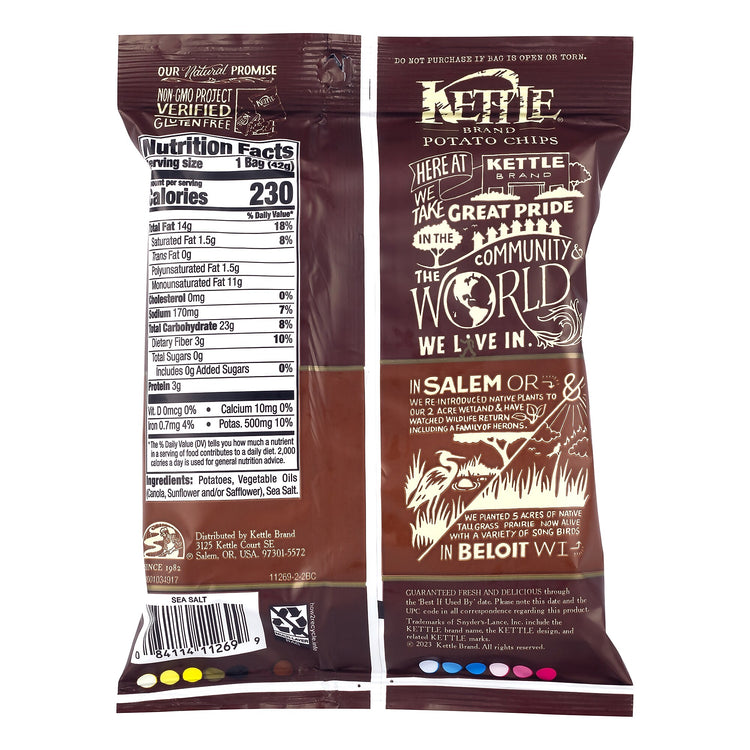 OUR Natural PROMISE
NON-GMO PROJECT
VERIFIED
GLUTEN FREE
Nutrition Facts
erving size 1 Bag (42g)
ount per serving
alories 230
% Daily Value*
otal Fat 14g 18%
Saturated Fat 1.5g 8%
Trans Fat 0g
Polyunsaturated Fat 1.5g
Monounsaturated Fat 11g
Cholesterol 0mg 0%
Sodium 170mg 7%
Total Carbohydrate 23g 8%
Dietary Fiber 3g 10%
Total Sugars 0g
Includes 0g Added Sugars 0%
Protein 3g
Vit. D 0mcg 0% • Calcium 10mg 0%
Iron 0.7mg 4% • Potas. 500mg 10%
*The % Daily Value (DV) tells you how much a nutrient
in a serving of food contributes to a daily diet. 2,000
calories a day is used for general nutrition advice.
Ingredients: Potatoes, Vegetable Oils
(Canola, Sunflower and/or Safflower), Sea Salt.
Distributed by Kettle Brand
3125 Kettle Court SE
® Salem, OR, USA. 97301-5572
SINCE 1982
001034917 11269-2-2BC
SEA SALT
0 84114 11269 9
how2recycle.info
DO NOT PURCHASE IF BAG IS OPEN OR TORN.
KETTLE®
BRAND
POTATO CHIPS
HERE AT KETTLE
BRAND
WE
TAKE GREAT PRIDE
IN THE
COMMUNITY &
THE
WORLD
WE LIVE IN.
IN SALEM OR &
WE RE-INTRODUCED NATIVE PLANTS TO
OUR 2 ACRE WETLAND & HAVE
WATCHED WILDLIFE RETURN
INCLUDING A FAMILY OF HERONS.
WE PLANTED 5 ACRES OF NATIVE
TALLGRASS PRAIRIE NOW ALIVE
WITH A VARIETY OF SONG BIRDS
IN BELOIT WI
GUARANTEED FRESH AND DELICIOUS through
the 'Best If Used By' date. Please note this date and the
UPC code in all correspondence regarding this product.
Trademarks of Snyder's-Lance, Inc. include the
KETTLE brand name, the KETTLE design, and
related KETTLE marks.
© 2023 Kettle Brand. All rights reserved.